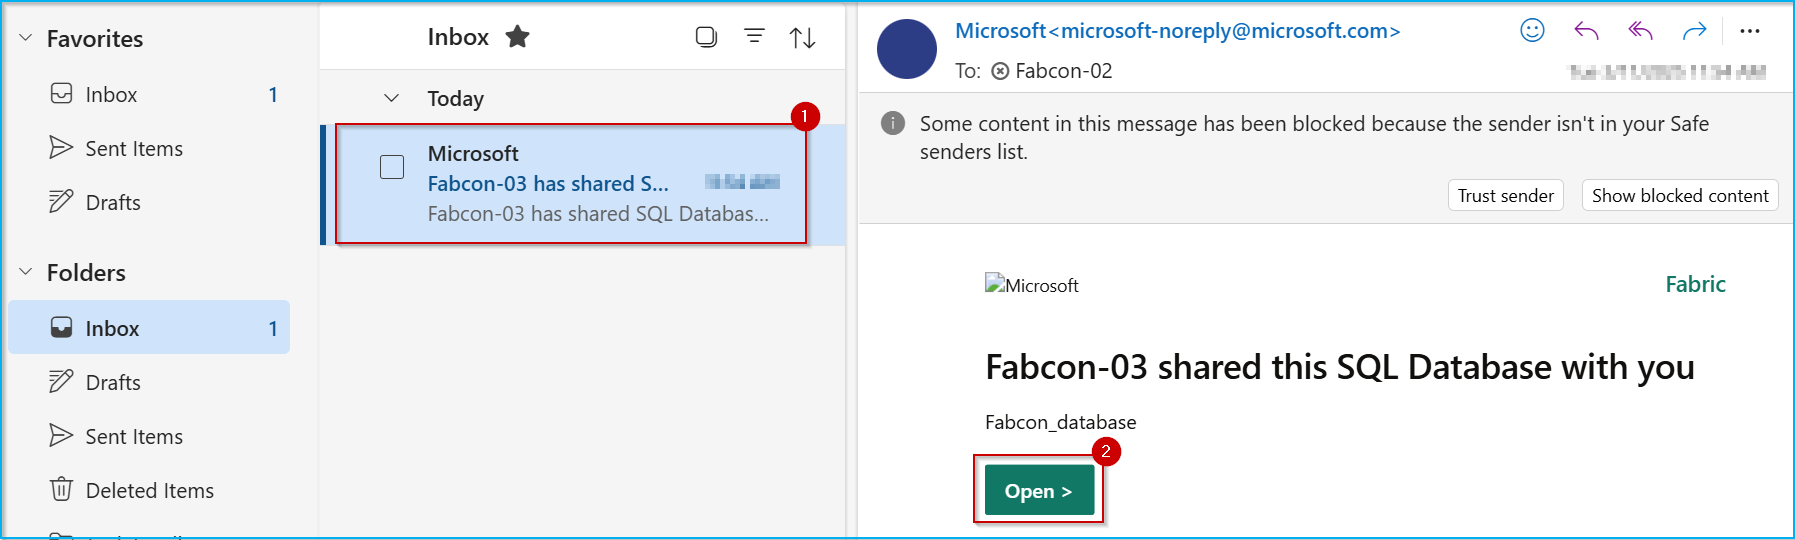 Favorites
Inbox 1
Sent Items
Drafts
Folders
Inbox 1
Drafts
Sent Items
Deleted Items
Inbox
Today
1
Microsoft
Fabcon-03 has shared S...
Fabcon-03 has shared SQL Databas...
Microsoft<microsoft-noreply@microsoft.com>
To: Fabcon-02
Some content in this message has been blocked because the sender isn't in your Safe
senders list.
Trust sender
Show blocked content
Microsoft
Fabric
Fabcon-03 shared this SQL Database with you
Fabcon_database
2
Open >